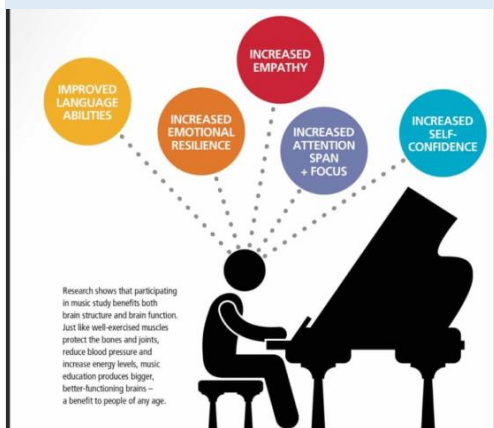 INCREASED
EMPATHY
IMPROVED
LANGUAGE
ABILITIES
INCREASED
EMOTIONAL
RESILIENCE
INCREASED
ATTENTION
SPAN
+ FOCUS
INCREASED
SELF-
CONFIDENCE
Research shows that participating
in music study benefits both
brain structure and brain function.
Just like well-exercised muscles
protect the bones and joints,
reduce blood pressure and
increase energy levels, music
education produces bigger,
better-functioning brains –
a benefit to people of any age.